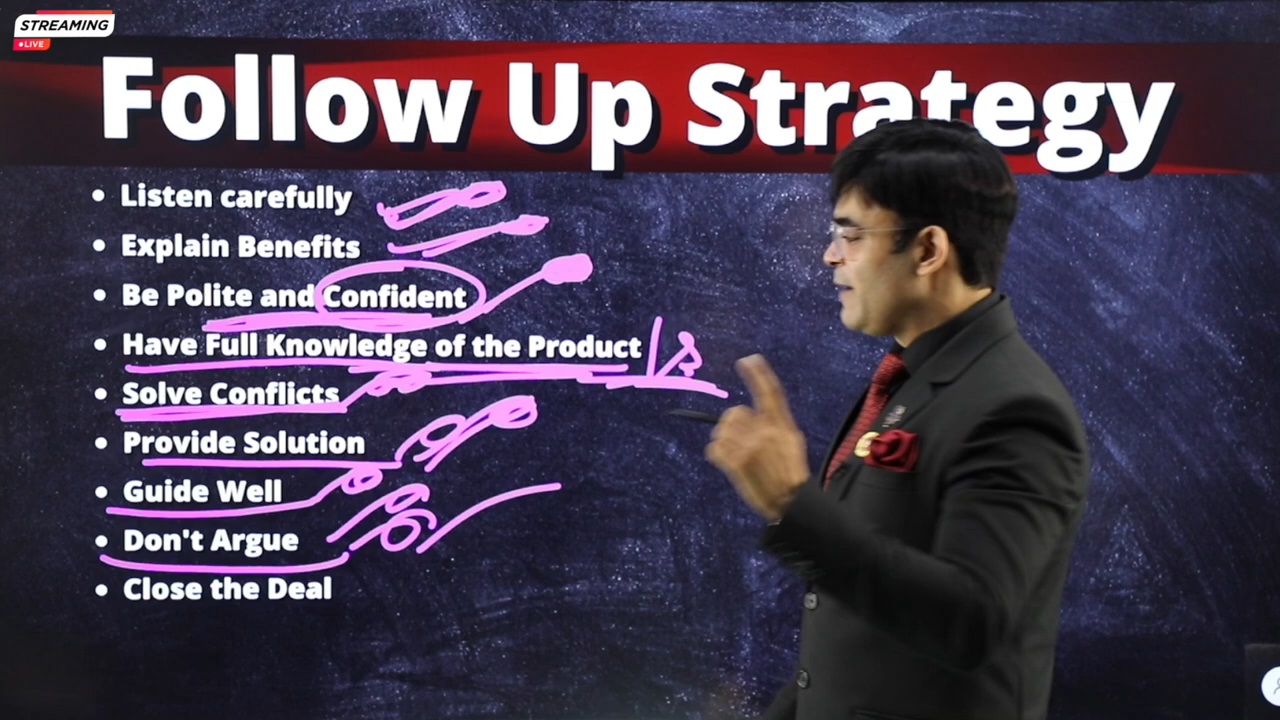 STREAMING
LIVE
Follow Up Strategy
• Listen carefully
• Explain Benefits
• Be Polite and Confident
• Have Full Knowledge of the Product
• Solve Conflicts
• Provide Solution
• Guide Well
• Don't Argue
• Close the Deal